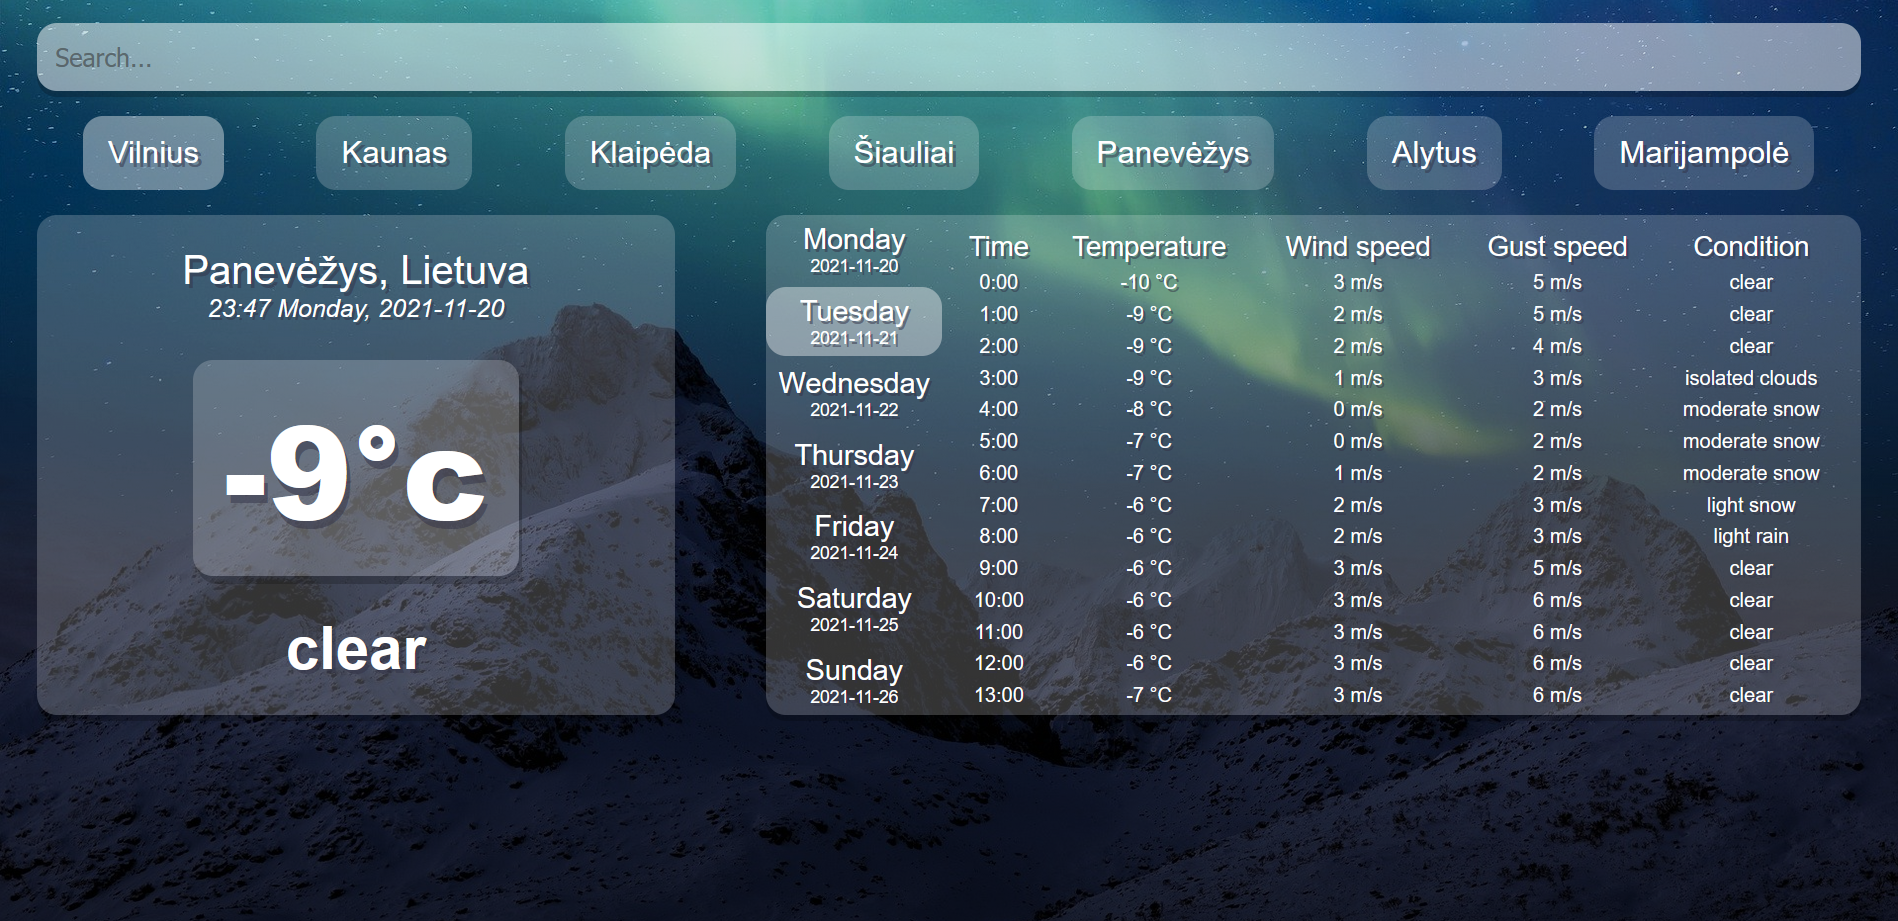 Search...
Vilnius Kaunas Klaipėda Šiauliai Panevėžys Alytus Marijampolė
Panevėžys, Lietuva
23:47 Monday, 2021-11-20
-9°c
clear
Monday
2021-11-20
Tuesday
2021-11-21
Wednesday
2021-11-22
Thursday
2021-11-23
Friday
2021-11-24
Saturday
2021-11-25
Sunday
2021-11-26
Time Temperature Wind speed Gust speed Condition
0:00 -10 °C 3 m/s 5 m/s clear
1:00 -9 °C 2 m/s 5 m/s clear
2:00 -9 °C 2 m/s 4 m/s clear
3:00 -9 °C 1 m/s 3 m/s isolated clouds
4:00 -8 °C 0 m/s 2 m/s moderate snow
5:00 -7 °C 0 m/s 2 m/s moderate snow
6:00 -7 °C 1 m/s 2 m/s moderate snow
7:00 -6 °C 2 m/s 3 m/s light snow
8:00 -6 °C 2 m/s 3 m/s light rain
9:00 -6 °C 3 m/s 5 m/s clear
10:00 -6 °C 3 m/s 6 m/s clear
11:00 -6 °C 3 m/s 6 m/s clear
12:00 -6 °C 3 m/s 6 m/s clear
13:00 -7 °C 3 m/s 6 m/s clear